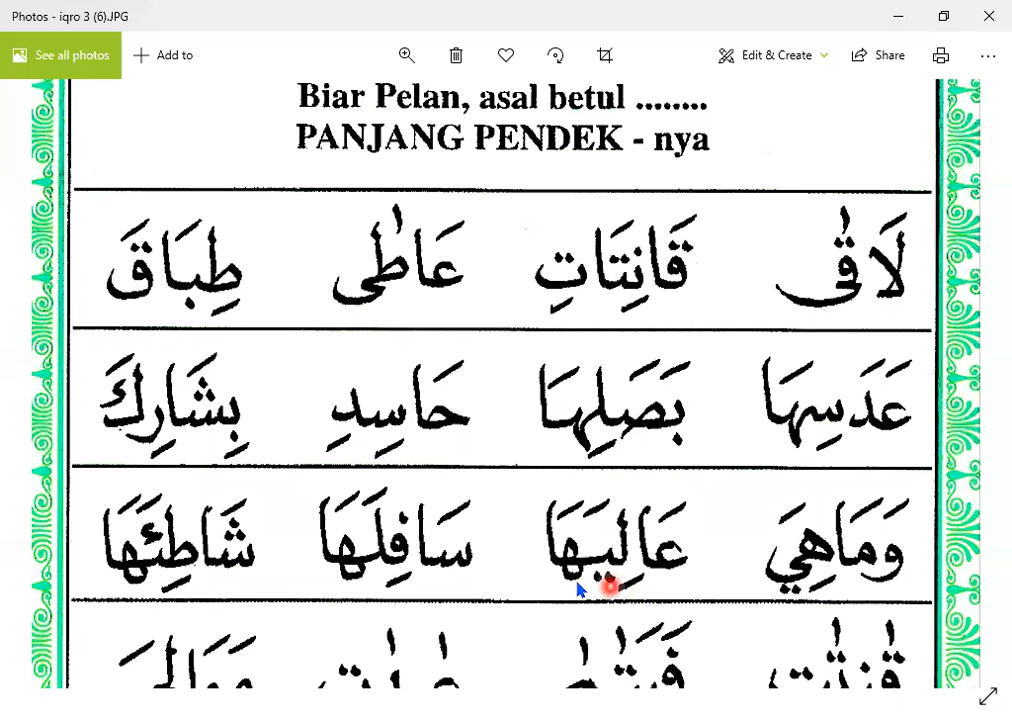 Photos - iqro 3 (6).JPG
See all photos
Add to
Edit & Create
Share
Biar Pelan, asal betul ........
PANJANG PENDEK - nya
لَاقٰى قَانِتَاتِ عَاطٰى طِبَاقَ
عَدَسِهَا بَصَلِهَا حَاسِدِ بِشَارِكَ
وَمَاهِيَ عَالِيَهَا سَافِلَهَا شَاطِئَهَا